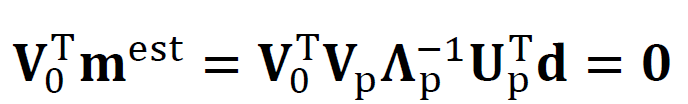 V₀ᵀmᵉˢᵗ = V₀ᵀVₚΛₚ⁻¹Uₚᵀd = 0